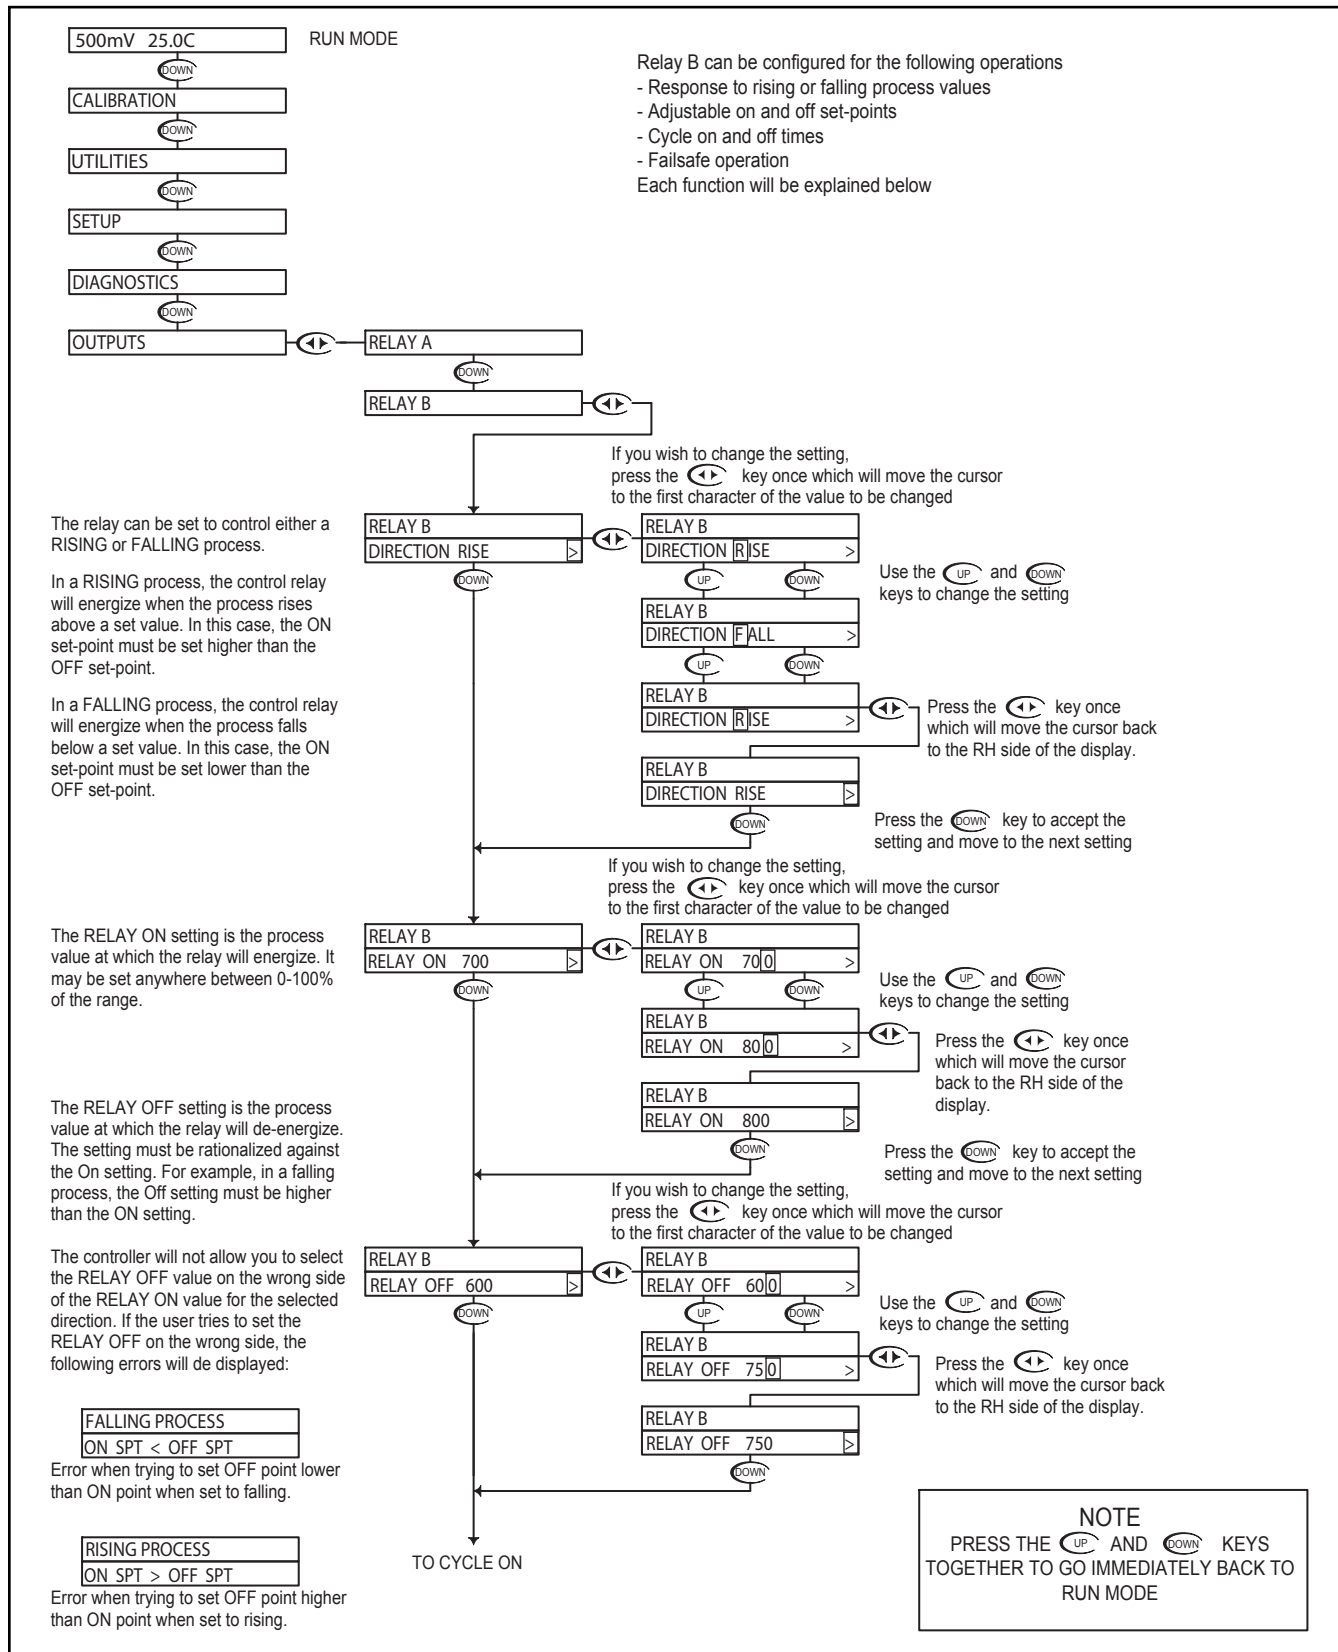 500mV 25.0C
RUN MODE
DOWN
CALIBRATION
DOWN
UTILITIES
DOWN
SETUP
DOWN
DIAGNOSTICS
DOWN
OUTPUTS
Relay B can be configured for the following operations
- Response to rising or falling process values
- Adjustable on and off set-points
- Cycle on and off times
- Failsafe operation
Each function will be explained below
RELAY A
DOWN
RELAY B
If you wish to change the setting,
press the key once which will move the cursor
to the first character of the value to be changed
The relay can be set to control either a
RISING or FALLING process.
In a RISING process, the control relay
will energize when the process rises
above a set value. In this case, the ON
set-point must be set higher than the
OFF set-point.
In a FALLING process, the control relay
will energize when the process falls
below a set value. In this case, the ON
set-point must be set lower than the
OFF set-point.
RELAY B
DIRECTION RISE >
DOWN
RELAY B
DIRECTION RISE >
UP DOWN
RELAY B
DIRECTION FALL >
UP DOWN
RELAY B
DIRECTION RISE >
RELAY B
DIRECTION RISE >
DOWN
Use the UP and DOWN
keys to change the setting
Press the key once
which will move the cursor back
to the RH side of the display.
Press the DOWN key to accept the
setting and move to the next setting
If you wish to change the setting,
press the key once which will move the cursor
to the first character of the value to be changed
The RELAY ON setting is the process
value at which the relay will energize. It
may be set anywhere between 0-100%
of the range.
RELAY B
RELAY ON 700 >
DOWN
RELAY B
RELAY ON 700 >
UP DOWN
RELAY B
RELAY ON 800 >
RELAY B
RELAY ON 800 >
DOWN
Use the UP and DOWN
keys to change the setting
Press the key once
which will move the cursor
back to the RH side of the
display.
Press the DOWN key to accept the
setting and move to the next setting
The RELAY OFF setting is the process
value at which the relay will de-energize.
The setting must be rationalized against
the On setting. For example, in a falling
process, the Off setting must be higher
than the ON setting.
The controller will not allow you to select
the RELAY OFF value on the wrong side
of the RELAY ON value for the selected
direction. If the user tries to set the
RELAY OFF on the wrong side, the
following errors will de displayed:
If you wish to change the setting,
press the key once which will move the cursor
to the first character of the value to be changed
RELAY B
RELAY OFF 600 >
DOWN
RELAY B
RELAY OFF 600 >
UP DOWN
RELAY B
RELAY OFF 750 >
RELAY B
RELAY OFF 750 >
DOWN
Use the UP and DOWN
keys to change the setting
Press the key once
which will move the cursor back
to the RH side of the display.
FALLING PROCESS
ON SPT < OFF SPT
Error when trying to set OFF point lower
than ON point when set to falling.
RISING PROCESS
ON SPT > OFF SPT
Error when trying to set OFF point higher
than ON point when set to rising.
TO CYCLE ON
NOTE
PRESS THE UP AND DOWN KEYS
TOGETHER TO GO IMMEDIATELY BACK TO
RUN MODE